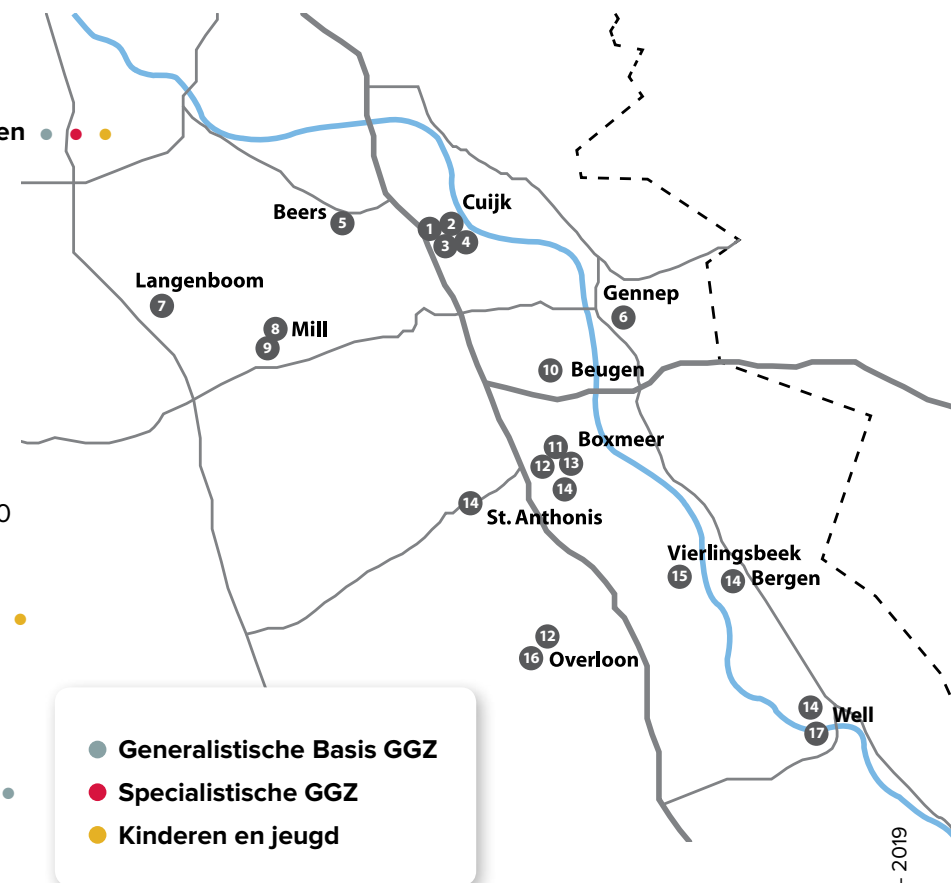 en
Cuijk
Beers
1
2
3
4
5
Langenboom
7
Gennep
6
8
Mill
9
10
Beugen
Boxmeer
11
12
13
14
14
St. Anthonis
0
Vierlingsbeek
15
14
Bergen
12
16
Overloon
14
Well
17
Generalistische Basis GGZ
Specialistische GGZ
Kinderen en jeugd
- 2019